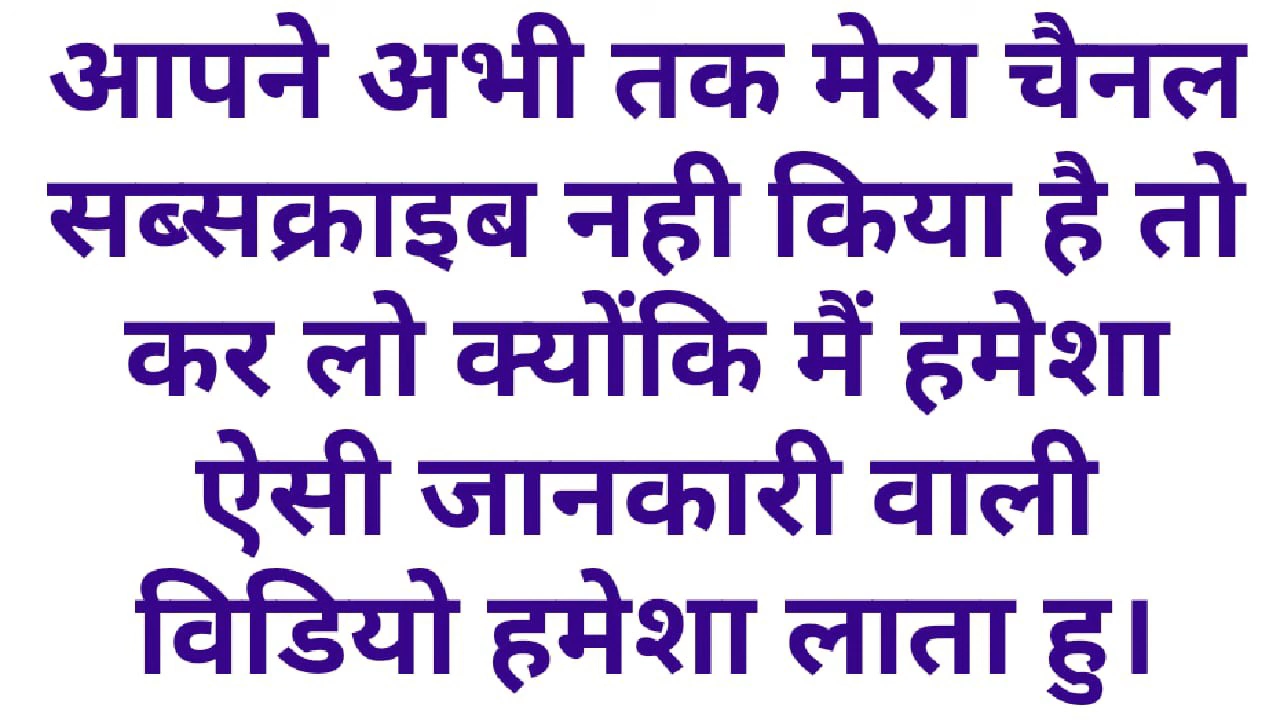 आपने अभी तक मेरा चैनल
सब्सक्राइब नही किया है तो
कर लो क्योंकि मैं हमेशा
ऐसी जानकारी वाली
विडियो हमेशा लाता हु।